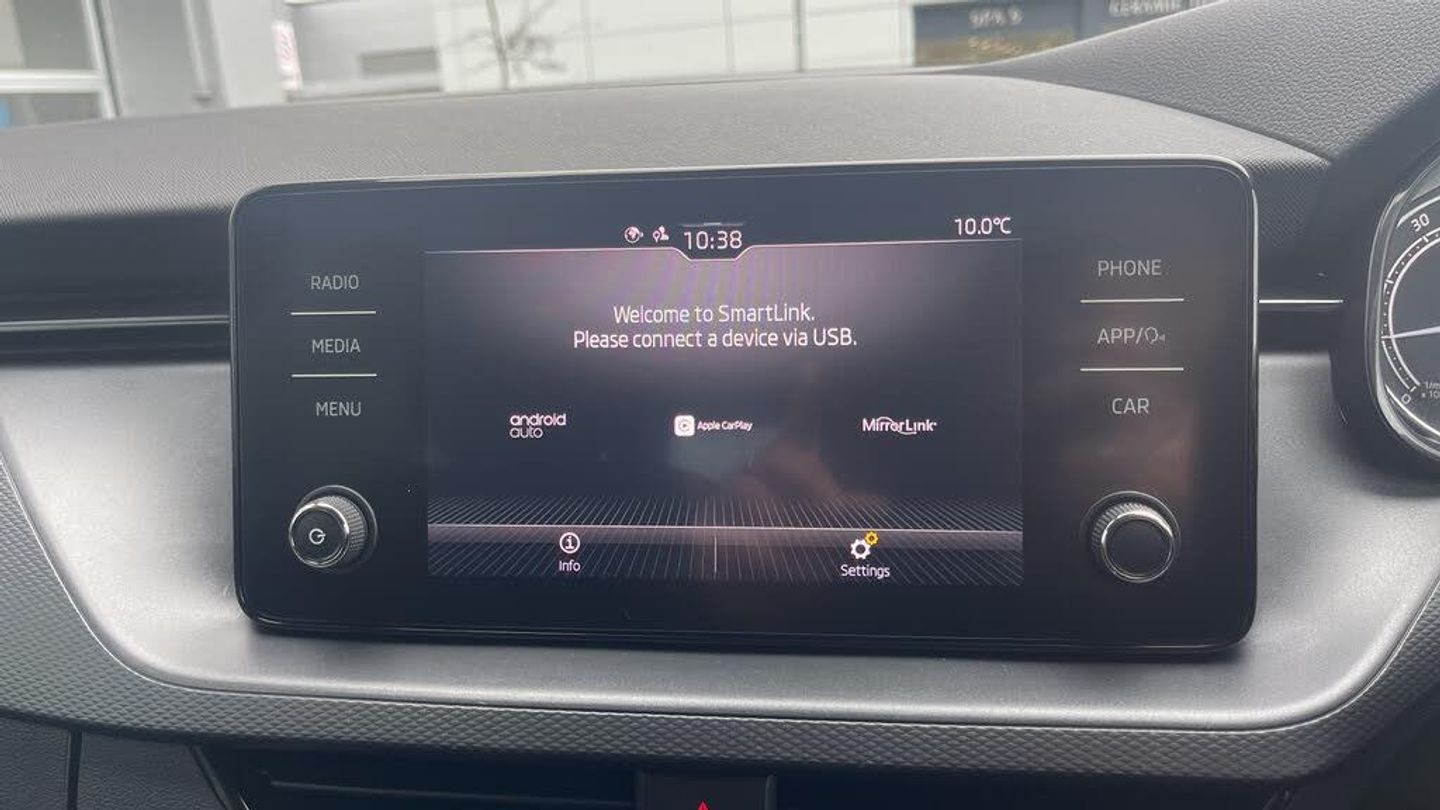 10:38
10.0°C
RADIO
MEDIA
MENU
Welcome to SmartLink.
Please connect a device via USB.
android
auto
Apple CarPlay
MirrorLink
Info
Settings
PHONE
APP/
CAR
30
0